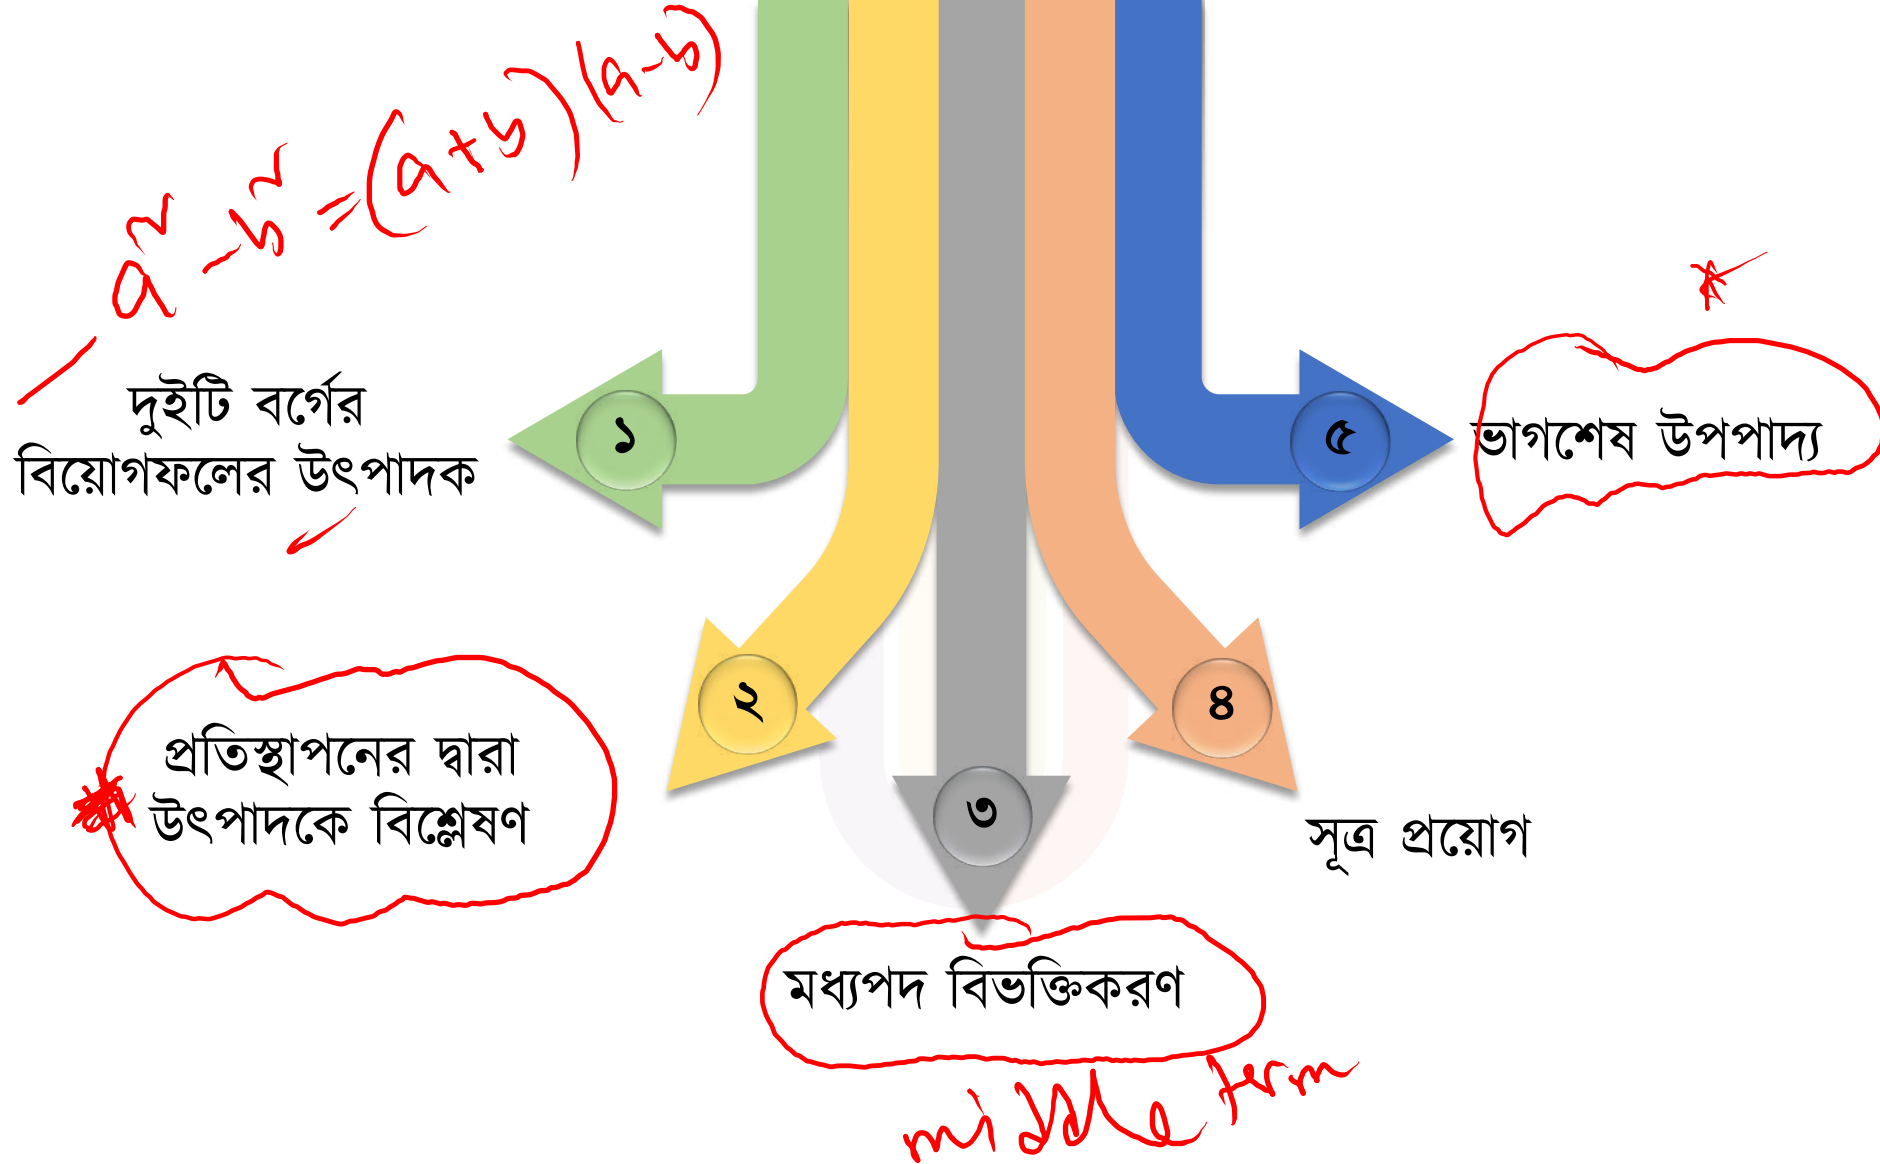 a² - b² = (a+b)(a-b)
দুইটি বর্গের
বিয়োগফলের উৎপাদক
১
৫
ভাগশেষ উপপাদ্য
২
প্রতিস্থাপনের দ্বারা
উৎপাদকে বিশ্লেষণ
৪
সূত্র প্রয়োগ
৩
মধ্যপদ বিভক্তিকরণ
middle term